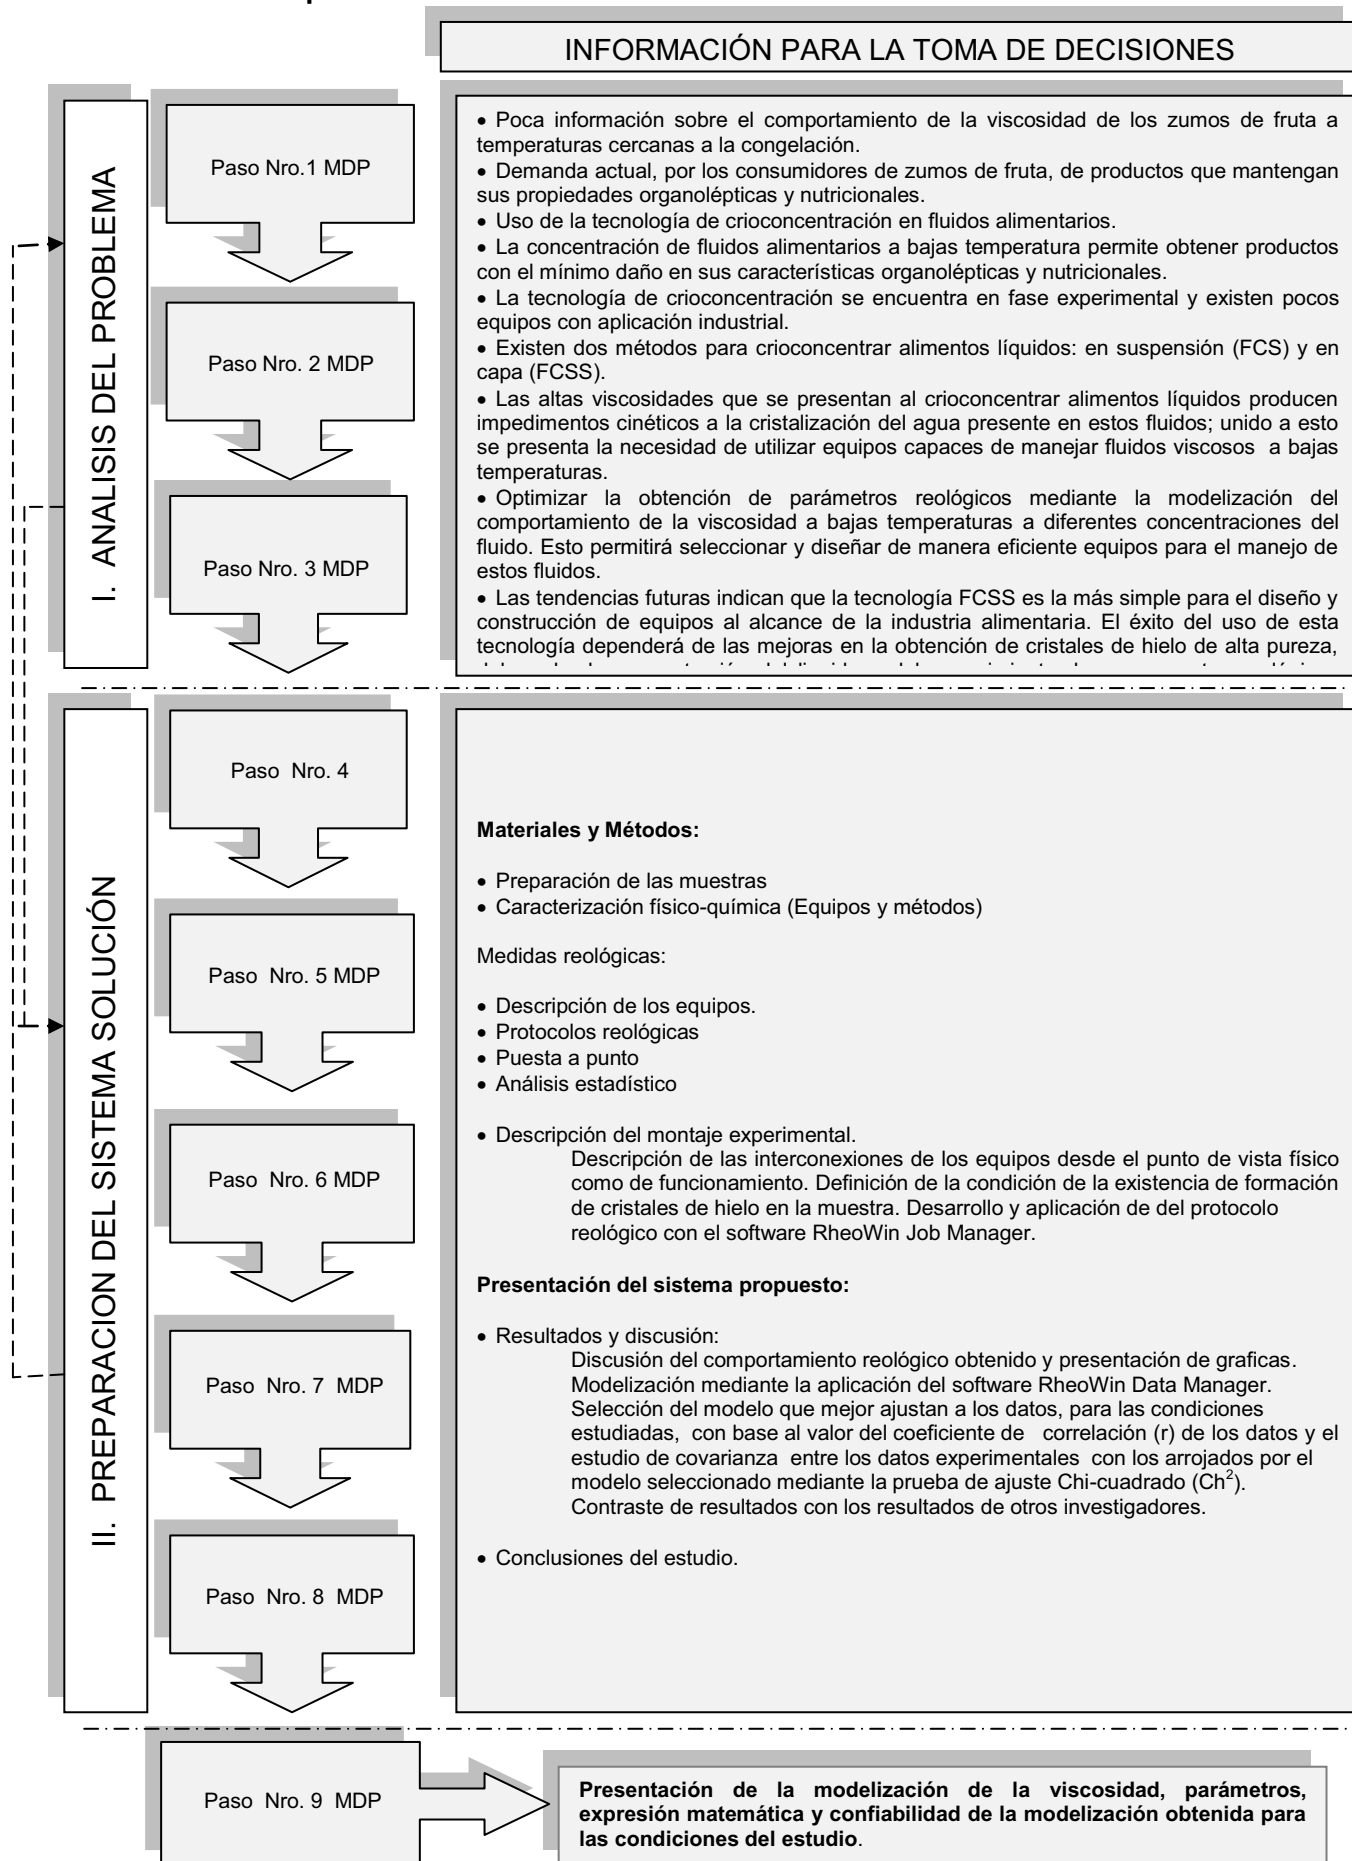 INFORMACIÓN PARA LA TOMA DE DECISIONES
I. ANALISIS DEL PROBLEMA
Paso Nro.1 MDP
Paso Nro. 2 MDP
Paso Nro. 3 MDP
• Poca información sobre el comportamiento de la viscosidad de los zumos de fruta a
temperaturas cercanas a la congelación.
• Demanda actual, por los consumidores de zumos de fruta, de productos que mantengan
sus propiedades organolépticas y nutricionales.
• Uso de la tecnología de crioconcentración en fluidos alimentarios.
• La concentración de fluidos alimentarios a bajas temperatura permite obtener productos
con el mínimo daño en sus características organolépticas y nutricionales.
• La tecnología de crioconcentración se encuentra en fase experimental y existen pocos
equipos con aplicación industrial.
• Existen dos métodos para crioconcentrar alimentos líquidos: en suspensión (FCS) y en
capa (FCSS).
• Las altas viscosidades que se presentan al crioconcentrar alimentos líquidos producen
impedimentos cinéticos a la cristalización del agua presente en estos fluidos; unido a esto
se presenta la necesidad de utilizar equipos capaces de manejar fluidos viscosos a bajas
temperaturas.
• Optimizar la obtención de parámetros reológicos mediante la modelización del
comportamiento de la viscosidad a bajas temperaturas a diferentes concentraciones del
fluido. Esto permitirá seleccionar y diseñar de manera eficiente equipos para el manejo de
estos fluidos.
• Las tendencias futuras indican que la tecnología FCSS es la más simple para el diseño y
construcción de equipos al alcance de la industria alimentaria. El éxito del uso de esta
tecnología dependerá de las mejoras en la obtención de cristales de hielo de alta pureza,
II. PREPARACION DEL SISTEMA SOLUCIÓN
Paso Nro. 4
Paso Nro. 5 MDP
Paso Nro. 6 MDP
Paso Nro. 7 MDP
Paso Nro. 8 MDP
Materiales y Métodos:
• Preparación de las muestras
• Caracterización físico-química (Equipos y métodos)
Medidas reológicas:
• Descripción de los equipos.
• Protocolos reológicas
• Puesta a punto
• Análisis estadístico
• Descripción del montaje experimental.
Descripción de las interconexiones de los equipos desde el punto de vista físico
como de funcionamiento. Definición de la condición de la existencia de formación
de cristales de hielo en la muestra. Desarrollo y aplicación de del protocolo
reológico con el software RheoWin Job Manager.
Presentación del sistema propuesto:
• Resultados y discusión:
Discusión del comportamiento reológico obtenido y presentación de graficas.
Modelización mediante la aplicación del software RheoWin Data Manager.
Selección del modelo que mejor ajustan a los datos, para las condiciones
estudiadas, con base al valor del coeficiente de correlación (r) de los datos y el
estudio de covarianza entre los datos experimentales con los arrojados por el
modelo seleccionado mediante la prueba de ajuste Chi-cuadrado (Ch²).
Contraste de resultados con los resultados de otros investigadores.
• Conclusiones del estudio.
Paso Nro. 9 MDP
Presentación de la modelización de la viscosidad, parámetros,
expresión matemática y confiabilidad de la modelización obtenida para
las condiciones del estudio.